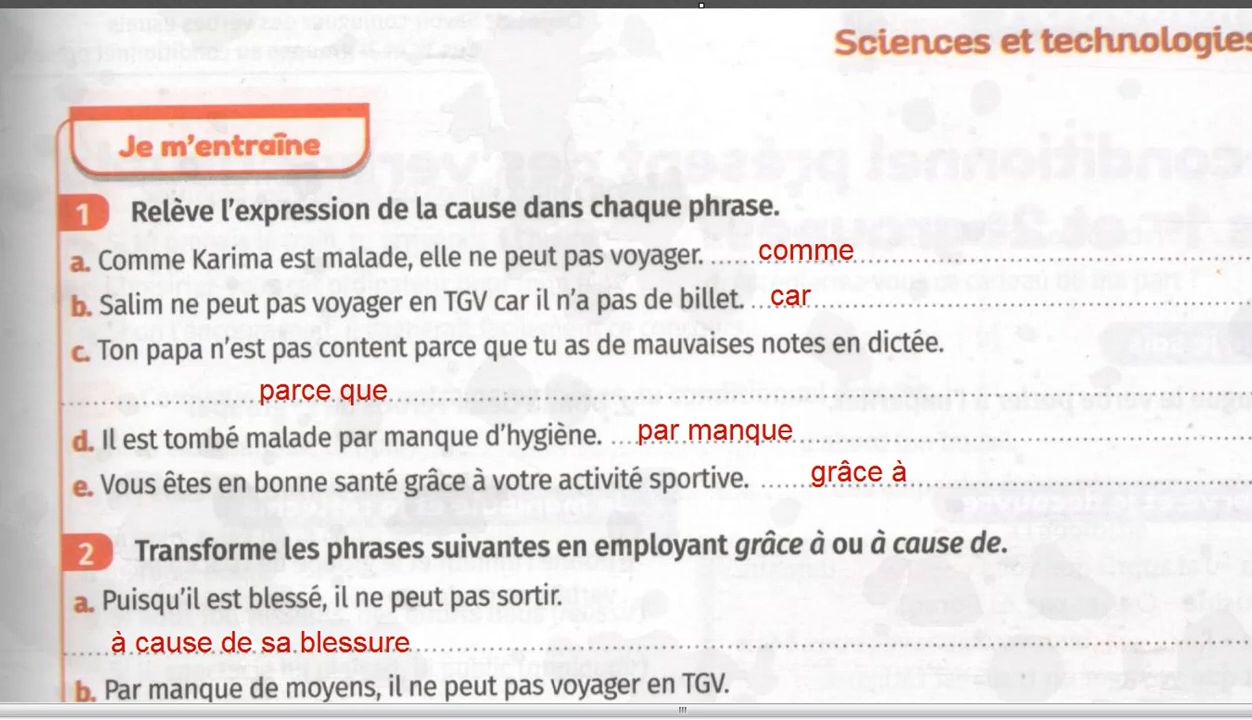 Sciences et technologies
Je m'entraîne
1 Relève l'expression de la cause dans chaque phrase.
a. Comme Karima est malade, elle ne peut pas voyager. comme
b. Salim ne peut pas voyager en TGV car il n'a pas de billet. car
c. Ton papa n'est pas content parce que tu as de mauvaises notes en dictée.
parce que
d. Il est tombé malade par manque d'hygiène. par manque
e. Vous êtes en bonne santé grâce à votre activité sportive. grâce à
2 Transforme les phrases suivantes en employant grâce à ou à cause de.
a. Puisqu'il est blessé, il ne peut pas sortir.
à cause de sa blessure
b. Par manque de moyens, il ne peut pas voyager en TGV.